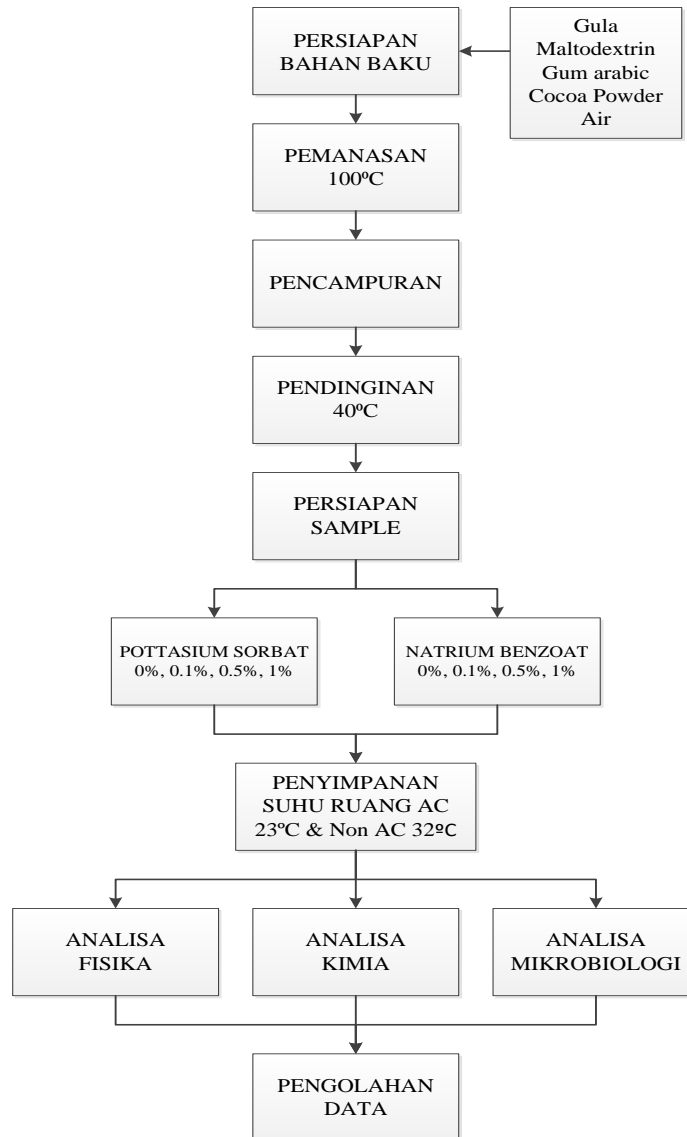 PERSIAPAN
BAHAN BAKU
Gula
Maltodextrin
Gum arabic
Cocoa Powder
Air
PEMANASAN
100ºC
PENCAMPURAN
PENDINGINAN
40ºC
PERSIAPAN
SAMPLE
POTTASIUM SORBAT
0%, 0.1%, 0.5%, 1%
NATRIUM BENZOAT
0%, 0.1%, 0.5%, 1%
PENYIMPANAN
SUHU RUANG AC
23ºC & Non AC 32ºC
ANALISA
FISIKA
ANALISA
KIMIA
ANALISA
MIKROBIOLOGI
PENGOLAHAN
DATA